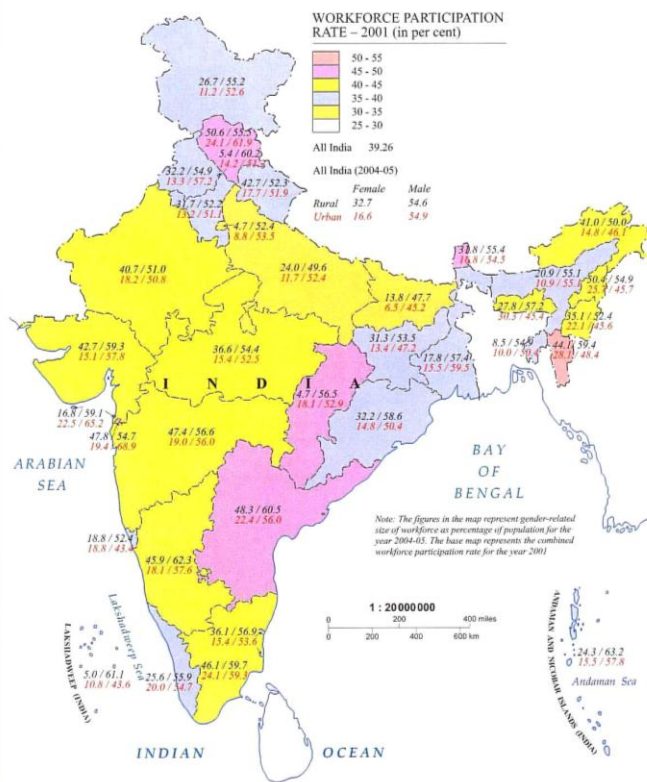 WORKFORCE PARTICIPATION
RATE – 2001 (in per cent)
50 - 55
45 - 50
40 - 45
35 - 40
30 - 35
25 - 30
All India 39.26
All India (2004-05)
Female Male
Rural 32.7 54.6
Urban 16.6 54.9
26.7 / 55.2
11.2 / 52.6
50.6 / 55.5
24.1 / 61.9
5.4 / 60.2
14.2 /
32.2 / 54.9
13.3 / 57.2
42.7 / 52.3
17.7 / 51.9
31.7 / 52.2
13.2 / 51.1
4.7 / 52.4
8.8 / 53.5
41.0 / 50.0
14.8 / 46.1
31.8 / 55.4
16.8 / 54.5
40.7 / 51.0
18.2 / 50.8
24.0 / 49.6
11.7 / 52.4
20.9 / 55.1
10.9 / 55.1
50.4 / 54.9
25. / 45.7
13.8 / 47.7
6.5 / 45.2
27.8 / 57.2
30.3 / 45.4
35.1 / 52.4
22.1 / 45.6
42.7 / 59.3
15.1 / 57.8
36.6 / 54.4
15.4 / 52.5
31.3 / 53.5
13.4 / 47.2
17.8 / 57.4
15.5 / 59.5
8.5 / 54.9
10.0 / 50.4
44.1 / 59.4
28.1 / 48.4
INDIA
4.7 / 56.5
18.1 / 52.9
16.8 / 59.1
22.5 / 65.2
32.2 / 58.6
14.8 / 50.4
47.8 / 54.7
19.4 / 68.9
47.4 / 56.6
19.0 / 56.0
ARABIAN
SEA
BAY
OF
BENGAL
48.3 / 60.5
22.4 / 56.0
Note: The figures in the map represent gender-related
size of workforce as percentage of population for the
year 2004-05. The base map represents the combined
workforce participation rate for the year 2001
18.8 / 52.4
18.8 / 43.4
45.9 / 62.3
18.1 / 57.6
1 : 20000000
200 0 200 400 miles
200 0 200 400 600 km
Lakshadweep Sea
LAKSHADWEEP (INDIA)
ANDAMAN AND NICOBAR ISLANDS (INDIA)
36.1 / 56.9
15.4 / 53.6
24.3 / 63.2
15.5 / 57.8
Andaman Sea
46.1 / 59.7
24.1 / 59.3
5.0 / 61.1
10.8 / 43.6
25.6 / 55.9
20.0 / 54.7
INDIAN OCEAN